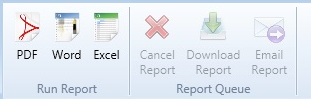 PDF Word Excel
Cancel Report
Download Report
Email Report
Run Report
Report Queue